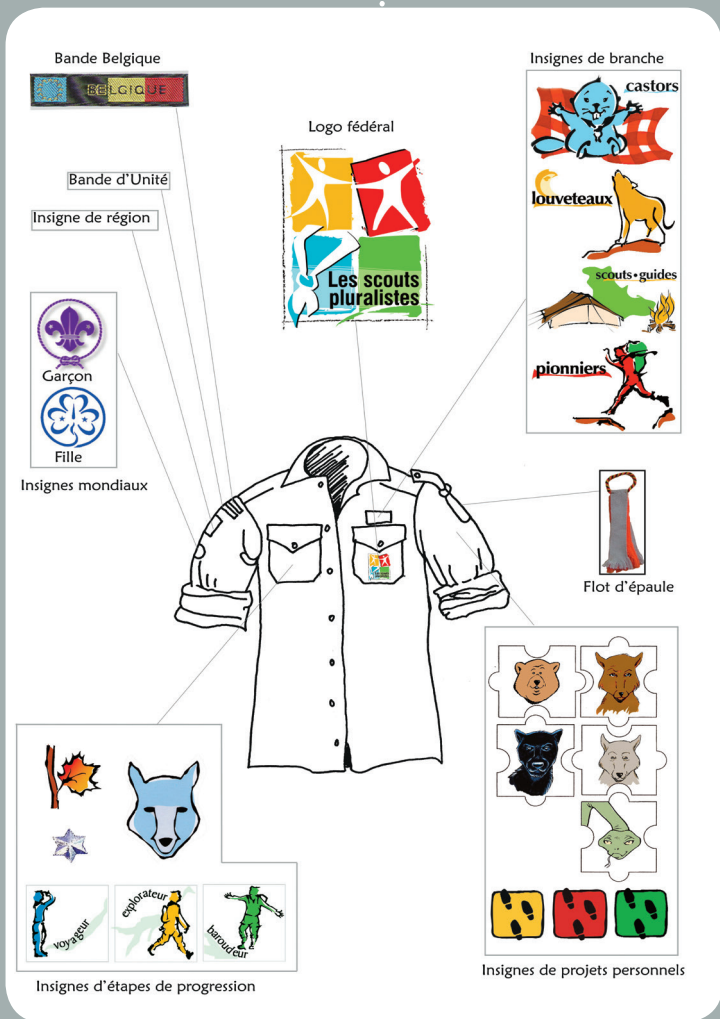 Bande Belgique
BELGIQUE
Bande d'Unité
Insigne de région
Garçon
Fille
Insignes mondiaux
Logo fédéral
Les scouts
pluralistes
Insignes de branche
castors
louveteaux
scouts•guides
pionniers
Flot d'épaule
voyageur
explorateur
baroudeur
Insignes d'étapes de progression
Insignes de projets personnels